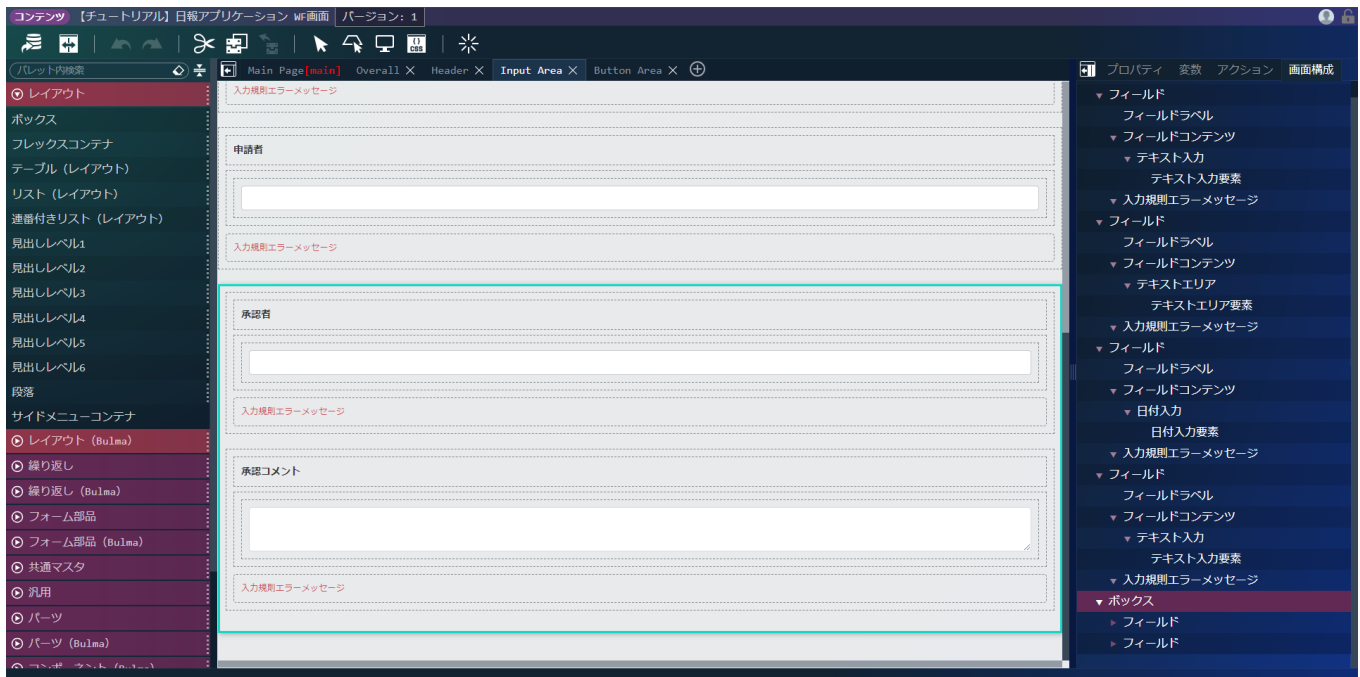 コンテンツ 【チュートリアル】日報アプリケーション WF画面 バージョン: 1
{} CSS
パレット内検索
Main Page[main] Overall × Header × Input Area × Button Area ×
プロパティ 変数 アクション 画面構成
レイアウト
ボックス
フレックスコンテナ
テーブル (レイアウト)
リスト (レイアウト)
連番付きリスト (レイアウト)
見出しレベル1
見出しレベル2
見出しレベル3
見出しレベル4
見出しレベル5
見出しレベル6
段落
サイドメニューコンテナ
レイアウト (Bulma)
繰り返し
繰り返し (Bulma)
フォーム部品
フォーム部品 (Bulma)
共通マスタ
汎用
パーツ
パーツ (Bulma)
コンポーネント (Bulma)
入力規則エラーメッセージ
申請者
入力規則エラーメッセージ
承認者
入力規則エラーメッセージ
承認コメント
入力規則エラーメッセージ
フィールド
フィールドラベル
フィールドコンテンツ
テキスト入力
テキスト入力要素
入力規則エラーメッセージ
フィールド
フィールドラベル
フィールドコンテンツ
テキストエリア
テキストエリア要素
入力規則エラーメッセージ
フィールド
フィールドラベル
フィールドコンテンツ
日付入力
日付入力要素
入力規則エラーメッセージ
フィールド
フィールドラベル
フィールドコンテンツ
テキスト入力
テキスト入力要素
入力規則エラーメッセージ
ボックス
フィールド
フィールド